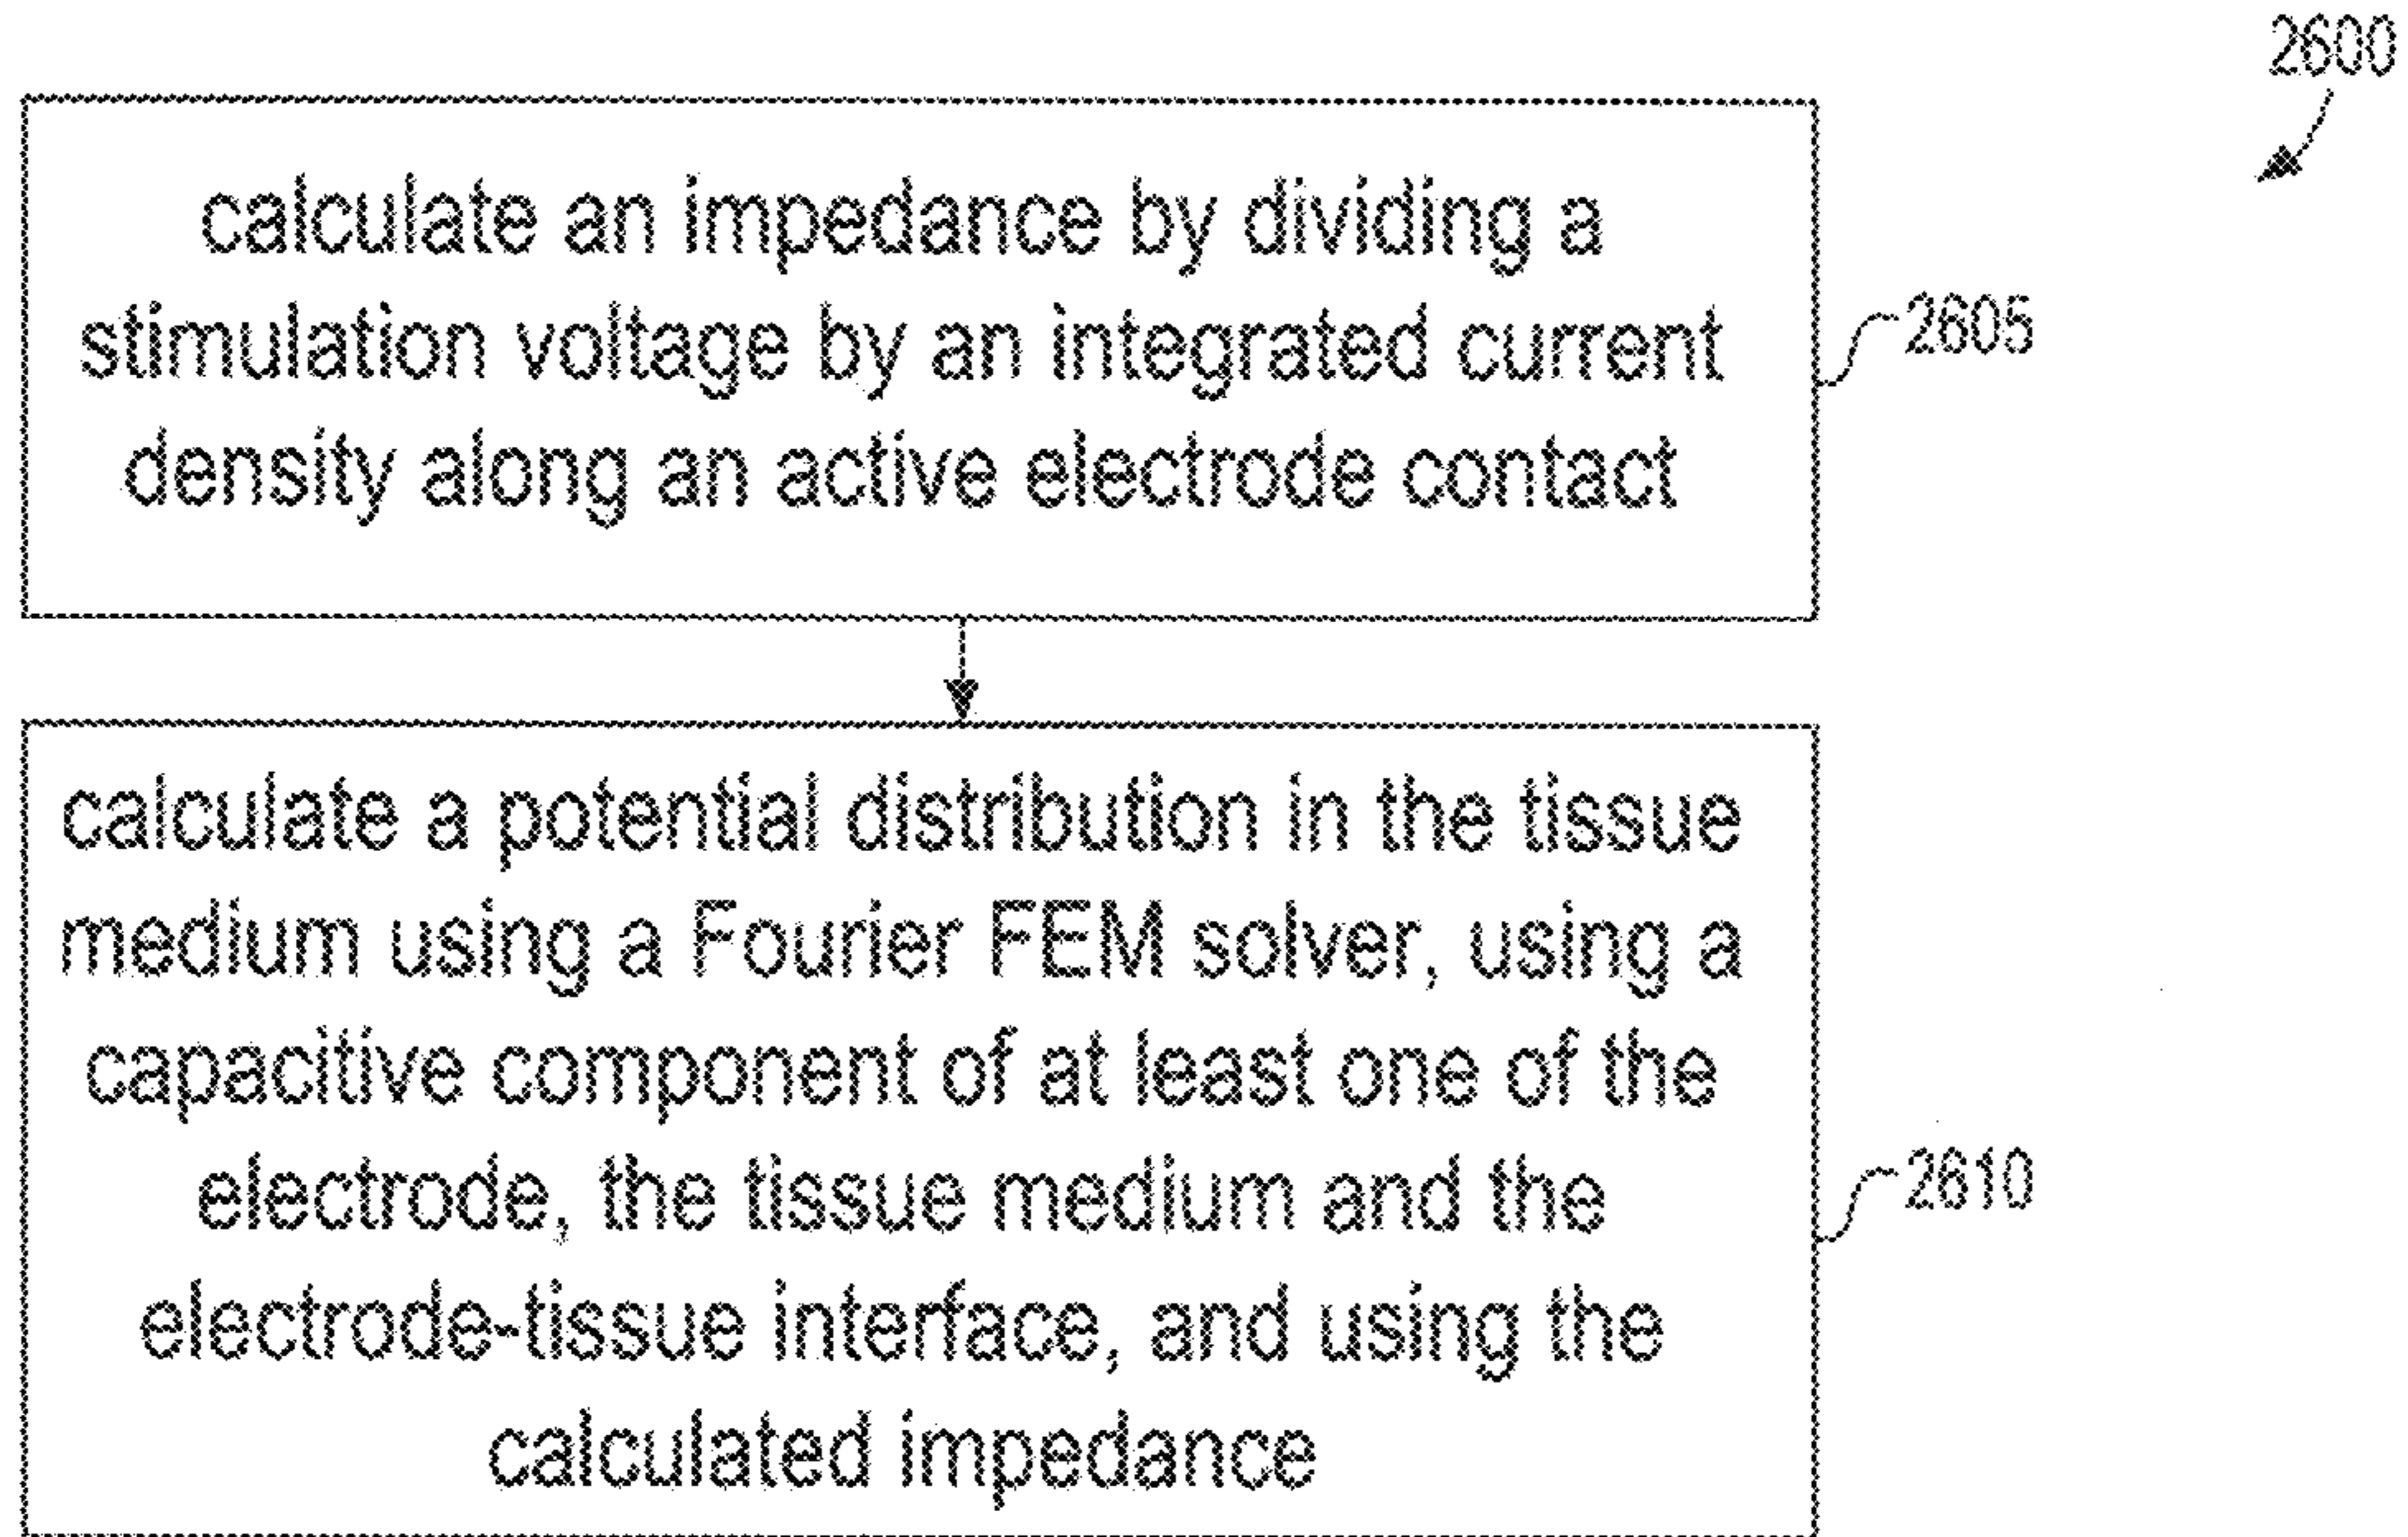 2600
calculate an impedance by dividing a
stimulation voltage by an integrated current
density along an active electrode contact
2605
calculate a potential distribution in the tissue
medium using a Fourier FEM solver, using a
capacitive component of at least one of the
electrode, the tissue medium and the
electrode-tissue interface, and using the
calculated impedance
2610